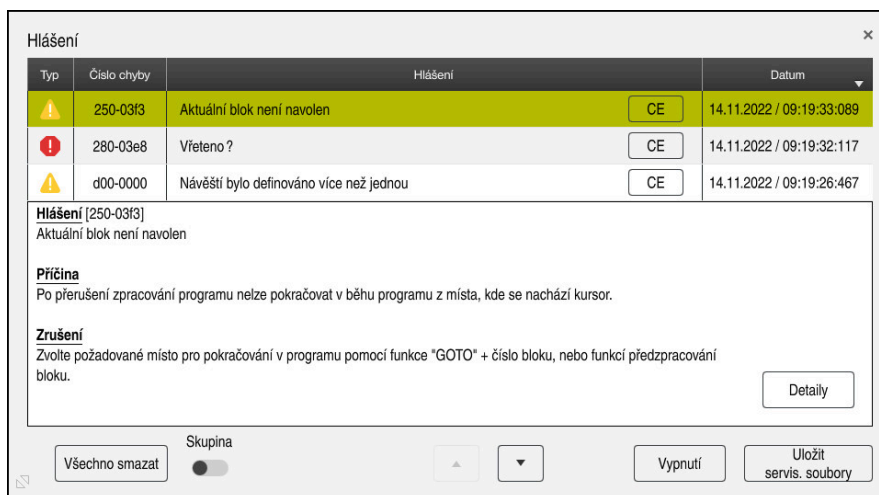 Hlášení
Typ Číslo chyby Hlášení Datum
250-03f3 Aktuální blok není navolen CE 14.11.2022 / 09:19:33:089
280-03e8 Vřeteno ? CE 14.11.2022 / 09:19:32:117
d00-0000 Návěští bylo definováno více než jednou CE 14.11.2022 / 09:19:26:467
Hlášení [250-03f3]
Aktuální blok není navolen
Příčina
Po přerušení zpracování programu nelze pokračovat v běhu programu z místa, kde se nachází kursor.
Zrušení
Zvolte požadované místo pro pokračování v programu pomocí funkce "GOTO" + číslo bloku, nebo funkcí předzpracování
bloku.
Detaily
Všechno smazat
Skupina
Vypnutí
Uložit
servis. soubory